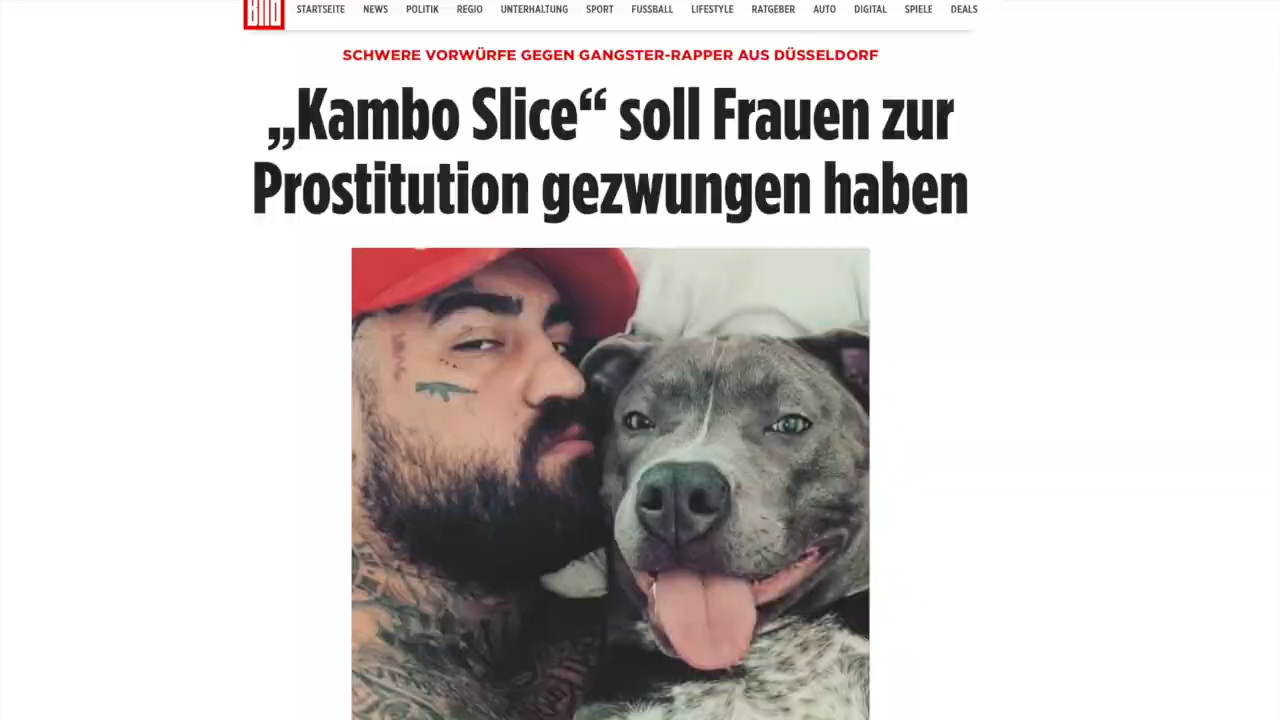 Bild
STARTSEITE NEWS POLITIK REGIO UNTERHALTUNG SPORT FUSSBALL LIFESTYLE RATGEBER AUTO DIGITAL SPIELE DEALS
SCHWERE VORWÜRFE GEGEN GANGSTER-RAPPER AUS DÜSSELDORF
„Kambo Slice“ soll Frauen zur
Prostitution gezwungen haben